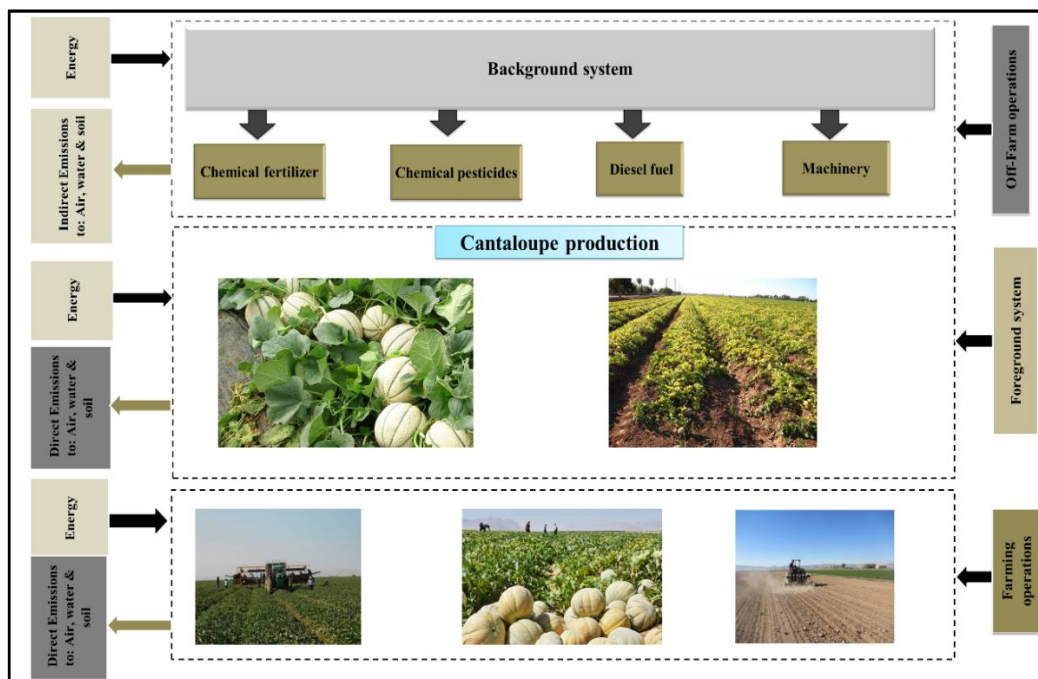 Energy
Background system
Off-Farm operations
Indirect Emissions
to: Air, water & soil
Chemical fertilizer
Chemical pesticides
Diesel fuel
Machinery
Cantaloupe production
Energy
Foreground system
Direct Emissions
to: Air, water &
soil
Energy
Farming
operations
Direct Emissions
to: Air, water &
soil